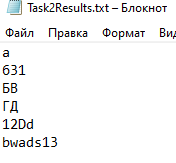 Task2Results.txt – Блокнот
Файл Правка Формат Вид
a
631
БВ
ГД
12Dd
bwads13